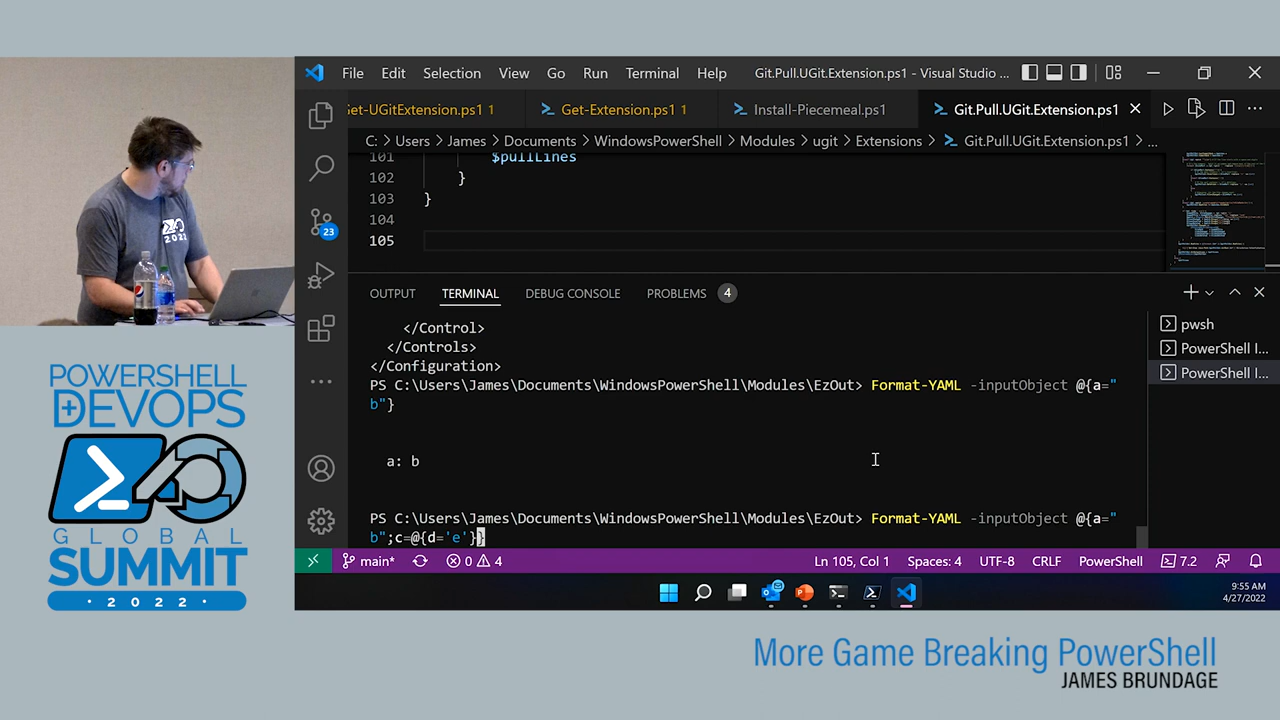 File Edit Selection View Go Run Terminal Help Git.Pull.UGit.Extension.ps1 - Visual Studio ...
Get-UGitExtension.ps1 1 Get-Extension.ps1 1 Install-Piecemeal.ps1 Git.Pull.UGit.Extension.ps1
C: > Users > James > Documents > WindowsPowerShell > Modules > ugit > Extensions > Git.Pull.UGit.Extension.ps1 > ...
101 $pullLines
102 }
103 }
104
105
OUTPUT TERMINAL DEBUG CONSOLE PROBLEMS 4
</Control>
</Controls>
</Configuration>
PS C:\Users\James\Documents\WindowsPowerShell\Modules\EzOut> Format-YAML -inputObject @{a="
b"}
a: b
PS C:\Users\James\Documents\WindowsPowerShell\Modules\EzOut> Format-YAML -inputObject @{a="
b";c=@{d='e'}}
pwsh
PowerShell I...
PowerShell I...
23
main* 0 4 Ln 105, Col 1 Spaces: 4 UTF-8 CRLF PowerShell 7.2
9:55 AM
4/27/2022
2022
POWERSHELL
+DEVOPS
GLOBAL
SUMMIT
· 2022 ·
More Game Breaking PowerShell
JAMES BRUNDAGE